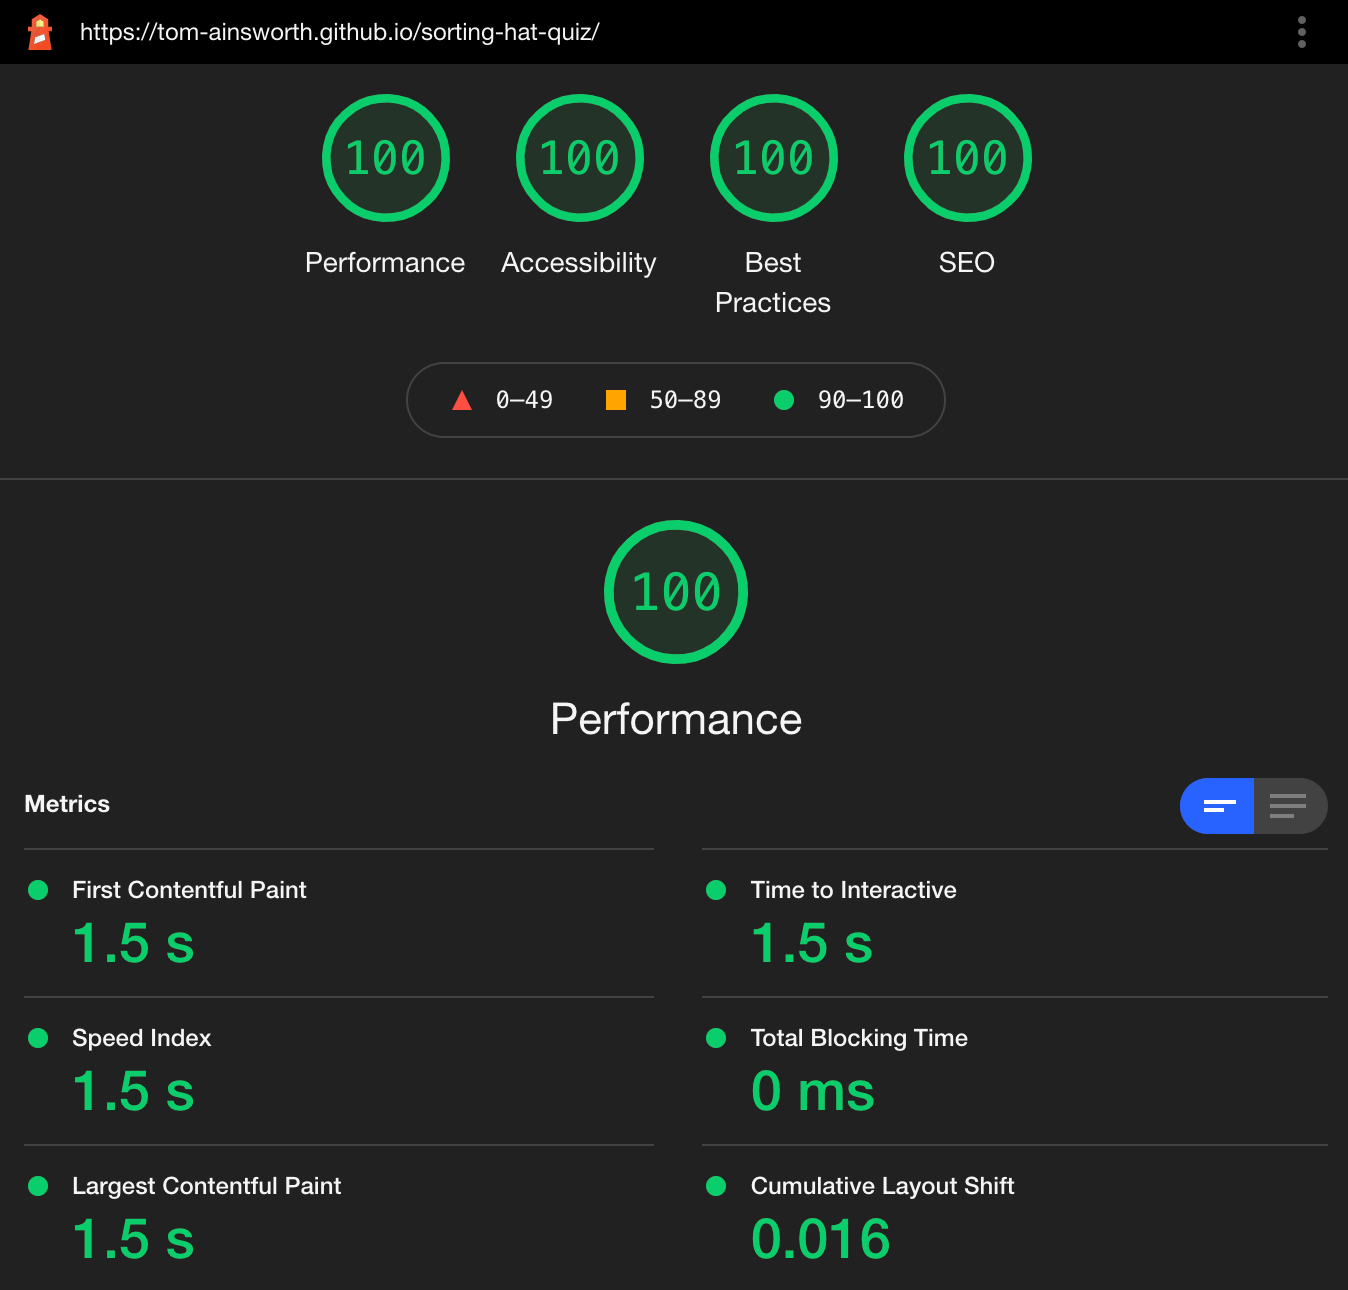 https://tom-ainsworth.github.io/sorting-hat-quiz/
100 100 100 100
Performance Accessibility Best Practices SEO
0–49 50–89 90–100
100
Performance
Metrics
First Contentful Paint
1.5 s
Time to Interactive
1.5 s
Speed Index
1.5 s
Total Blocking Time
0 ms
Largest Contentful Paint
1.5 s
Cumulative Layout Shift
0.016